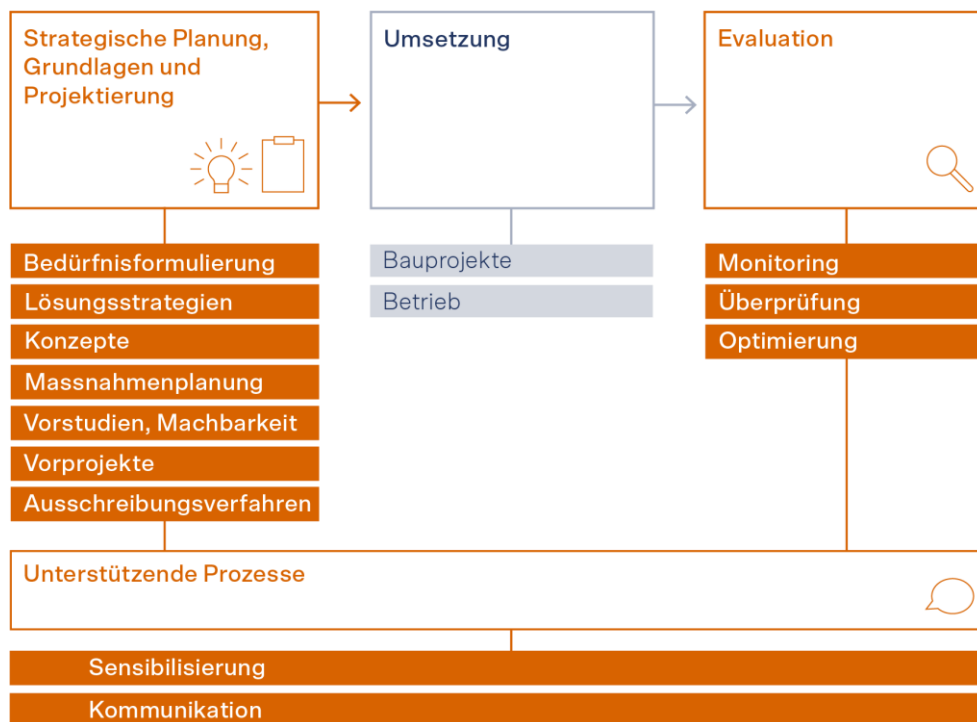 Strategische Planung,
Grundlagen und
Projektierung
Umsetzung
Evaluation
Bedürfnisformulierung
Lösungsstrategien
Konzepte
Massnahmenplanung
Vorstudien, Machbarkeit
Vorprojekte
Ausschreibungsverfahren
Bauprojekte
Betrieb
Monitoring
Überprüfung
Optimierung
Unterstützende Prozesse
Sensibilisierung
Kommunikation